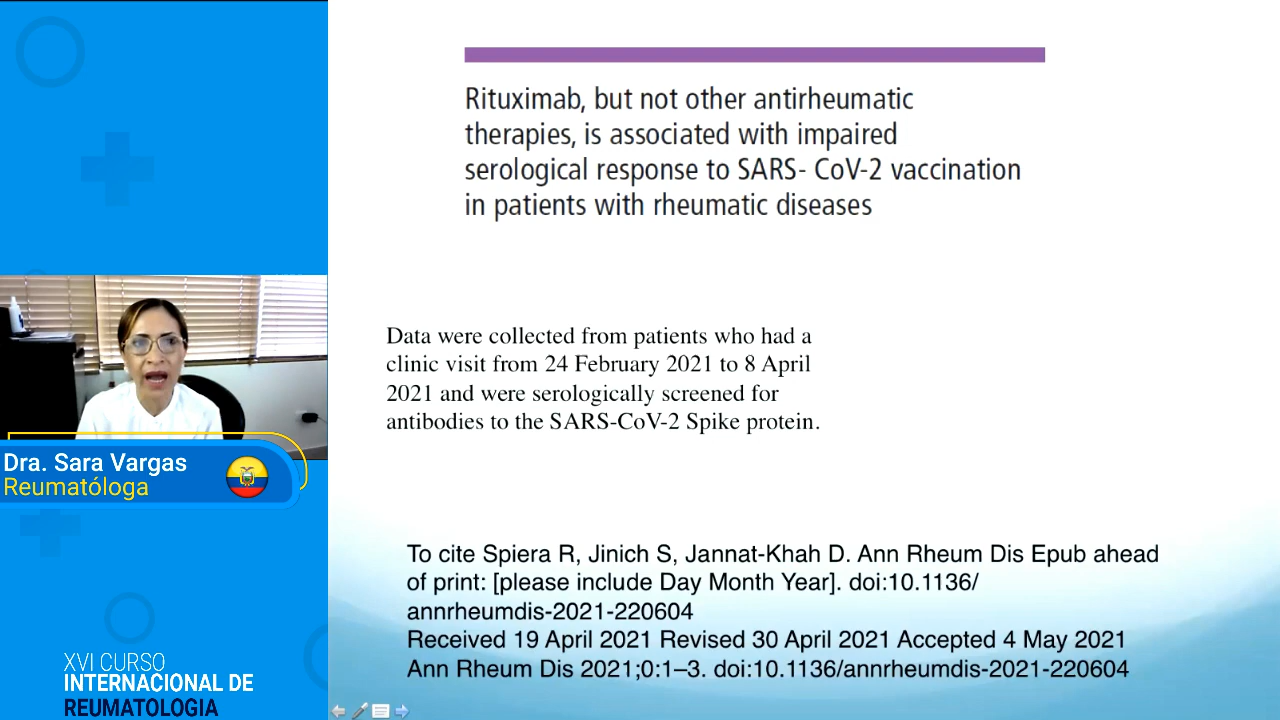 Rituximab, but not other antirheumatic
therapies, is associated with impaired
serological response to SARS- CoV-2 vaccination
in patients with rheumatic diseases
Data were collected from patients who had a
clinic visit from 24 February 2021 to 8 April
2021 and were serologically screened for
antibodies to the SARS-CoV-2 Spike protein.
Dra. Sara Vargas
Reumatóloga
To cite Spiera R, Jinich S, Jannat-Khah D. Ann Rheum Dis Epub ahead
of print: [please include Day Month Year]. doi:10.1136/
annrheumdis-2021-220604
Received 19 April 2021 Revised 30 April 2021 Accepted 4 May 2021
Ann Rheum Dis 2021;0:1–3. doi:10.1136/annrheumdis-2021-220604
XVI CURSO
INTERNACIONAL DE
REUMATOLOGIA